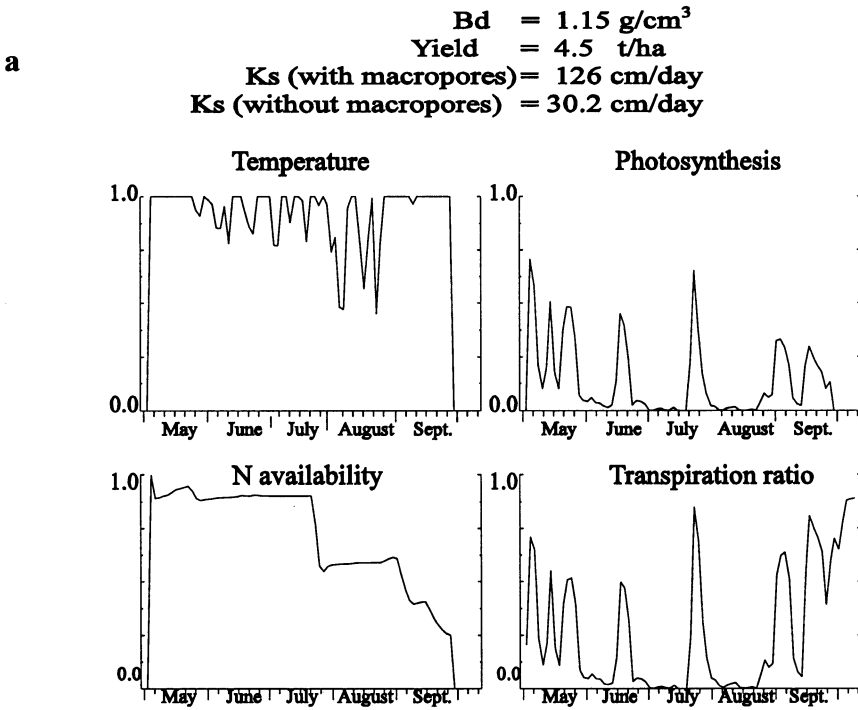 a
Bd = 1.15 g/cm³
Yield = 4.5 t/ha
Ks (with macropores)= 126 cm/day
Ks (without macropores) = 30.2 cm/day
Temperature
Photosynthesis
1.0
0.0
May June July August Sept.
1.0
0.0
May June July August Sept.
N availability
Transpiration ratio
1.0
0.0
May June July August Sept.
1.0
0.0
May June July August Sept.